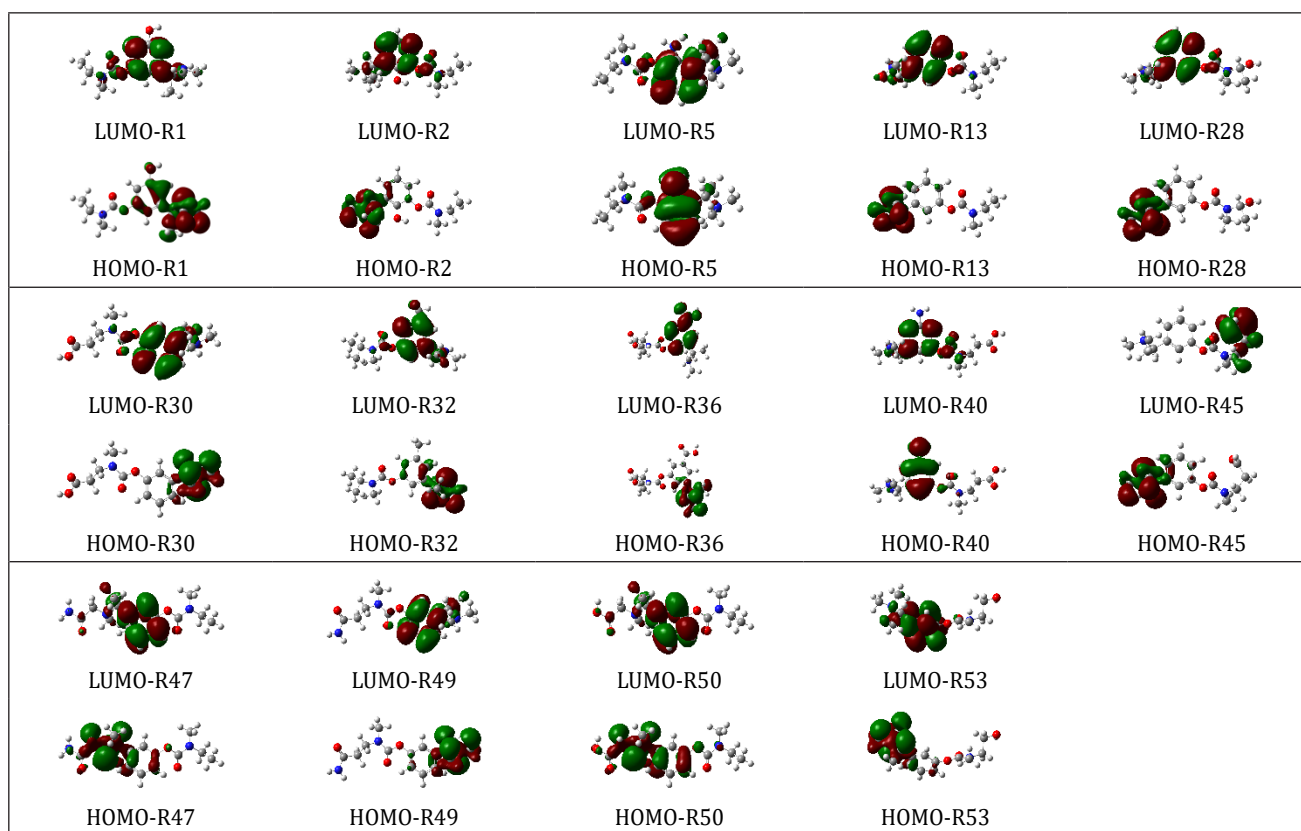 LUMO-R1 LUMO-R2 LUMO-R5 LUMO-R13 LUMO-R28
HOMO-R1 HOMO-R2 HOMO-R5 HOMO-R13 HOMO-R28
LUMO-R30 LUMO-R32 LUMO-R36 LUMO-R40 LUMO-R45
HOMO-R30 HOMO-R32 HOMO-R36 HOMO-R40 HOMO-R45
LUMO-R47 LUMO-R49 LUMO-R50 LUMO-R53
HOMO-R47 HOMO-R49 HOMO-R50 HOMO-R53